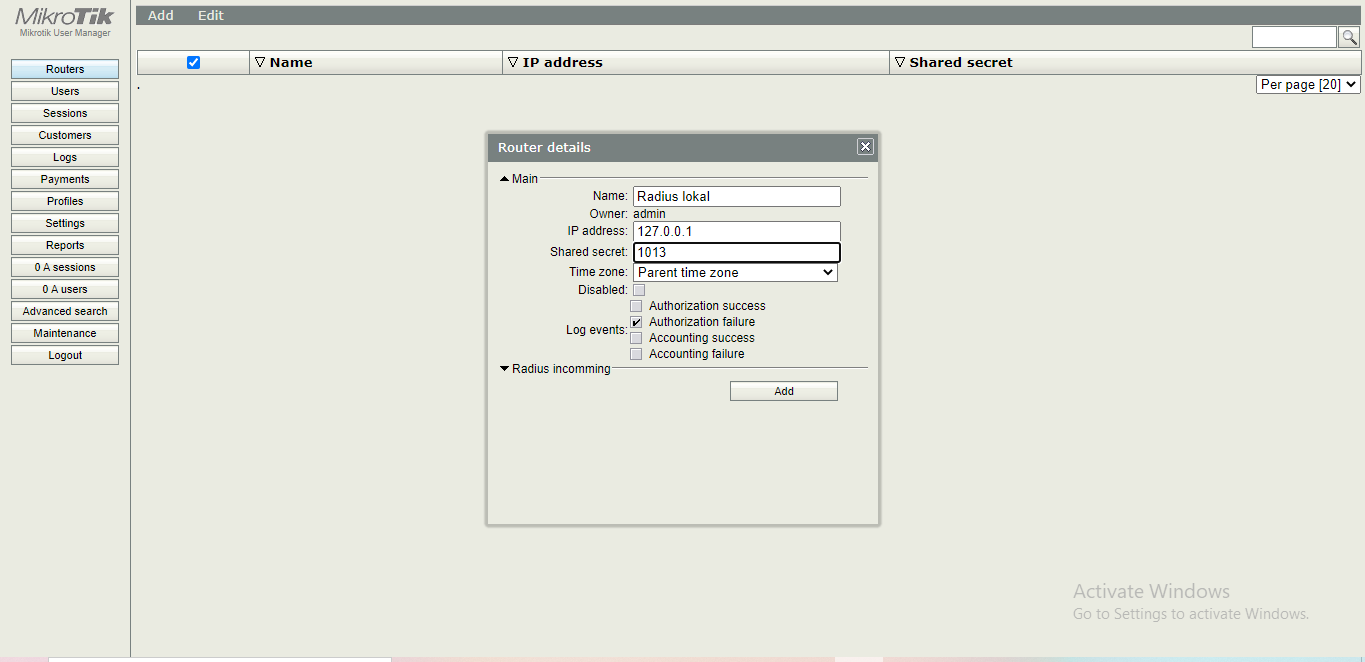 MikroTik
Mikrotik User Manager
Add Edit
Routers
Users
Sessions
Customers
Logs
Payments
Profiles
Settings
Reports
0 A sessions
0 A users
Advanced search
Maintenance
Logout
▽ Name ▽ IP address ▽ Shared secret
.
Per page [20]
Router details
Main
Name: Radius lokal
Owner: admin
IP address: 127.0.0.1
Shared secret: 1013
Time zone: Parent time zone
Disabled:
Log events:
Authorization success
Authorization failure
Accounting success
Accounting failure
Radius incomming
Add
Activate Windows
Go to Settings to activate Windows.